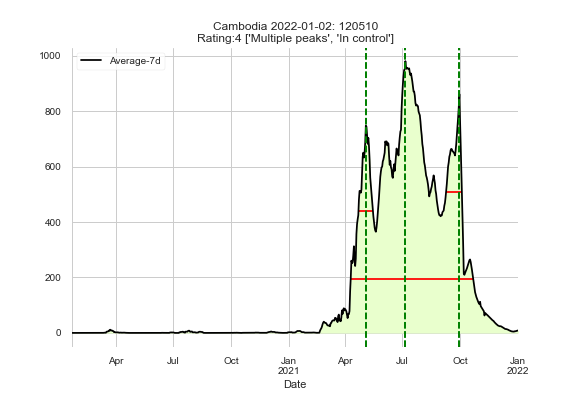 Cambodia 2022-01-02: 120510
Rating:4 ['Multiple peaks', 'In control']
Average-7d
1000
800
600
400
200
0
Apr Jul Oct Jan Apr Jul Oct Jan
2021 2022
Date